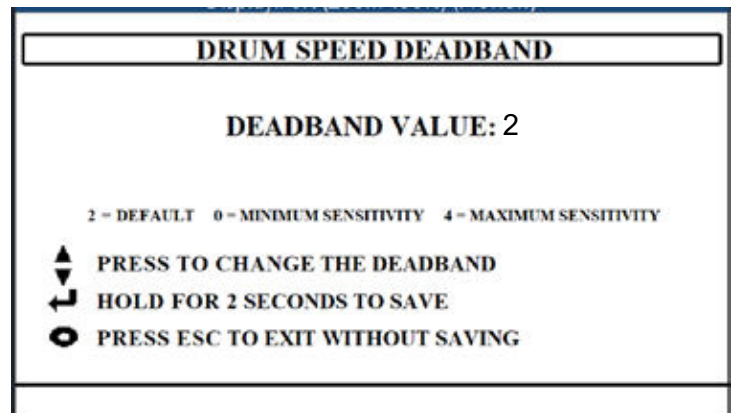 DRUM SPEED DEADBAND
DEADBAND VALUE: 2
2 = DEFAULT 0 = MINIMUM SENSITIVITY 4 = MAXIMUM SENSITIVITY
PRESS TO CHANGE THE DEADBAND
HOLD FOR 2 SECONDS TO SAVE
PRESS ESC TO EXIT WITHOUT SAVING